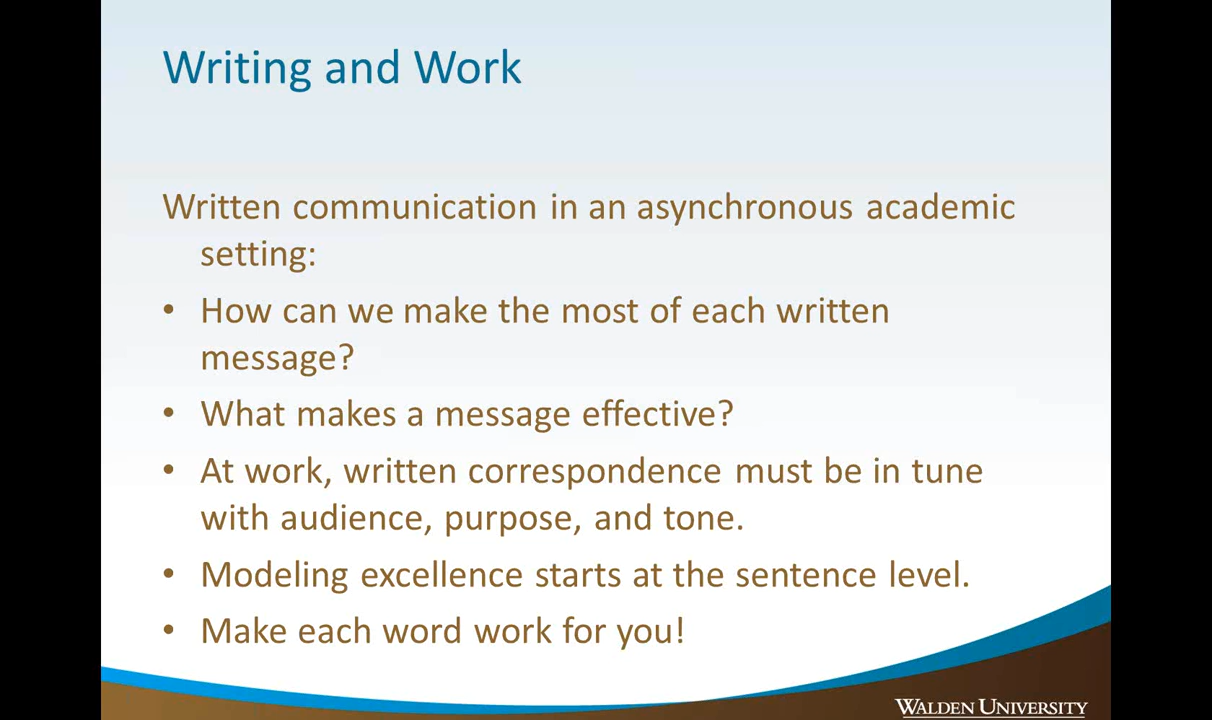 Writing and Work
Written communication in an asynchronous academic
setting:
• How can we make the most of each written
message?
• What makes a message effective?
• At work, written correspondence must be in tune
with audience, purpose, and tone.
• Modeling excellence starts at the sentence level.
• Make each word work for you!
WALDEN UNIVERSITY